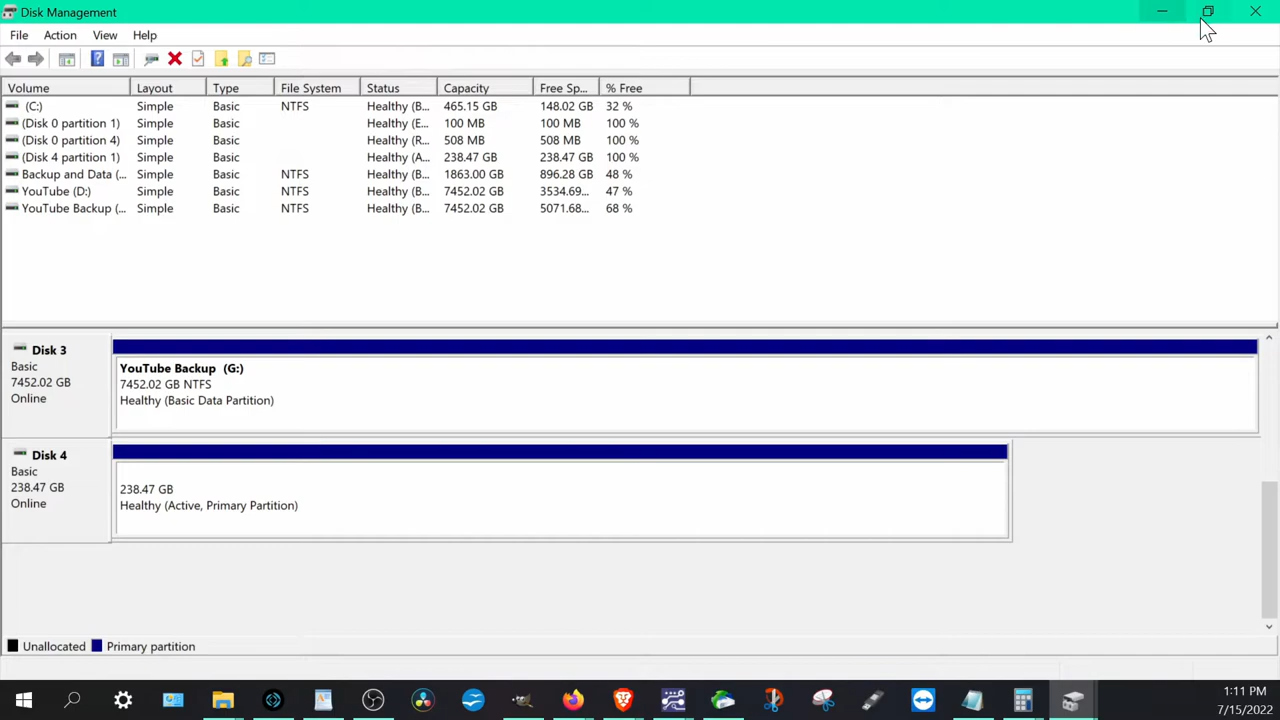 Disk Management
File Action View Help
Volume Layout Type File System Status Capacity Free Sp... % Free
(C:) Simple Basic NTFS Healthy (B... 465.15 GB 148.02 GB 32 %
(Disk 0 partition 1) Simple Basic Healthy (E... 100 MB 100 MB 100 %
(Disk 0 partition 4) Simple Basic Healthy (R... 508 MB 508 MB 100 %
(Disk 4 partition 1) Simple Basic Healthy (A... 238.47 GB 238.47 GB 100 %
Backup and Data (... Simple Basic NTFS Healthy (B... 1863.00 GB 896.28 GB 48 %
YouTube (D:) Simple Basic NTFS Healthy (B... 7452.02 GB 3534.69... 47 %
YouTube Backup (... Simple Basic NTFS Healthy (B... 7452.02 GB 5071.68... 68 %
Disk 3
Basic
7452.02 GB
Online
YouTube Backup (G:)
7452.02 GB NTFS
Healthy (Basic Data Partition)
Disk 4
Basic
238.47 GB
Online
238.47 GB
Healthy (Active, Primary Partition)
Unallocated Primary partition
1:11 PM
7/15/2022